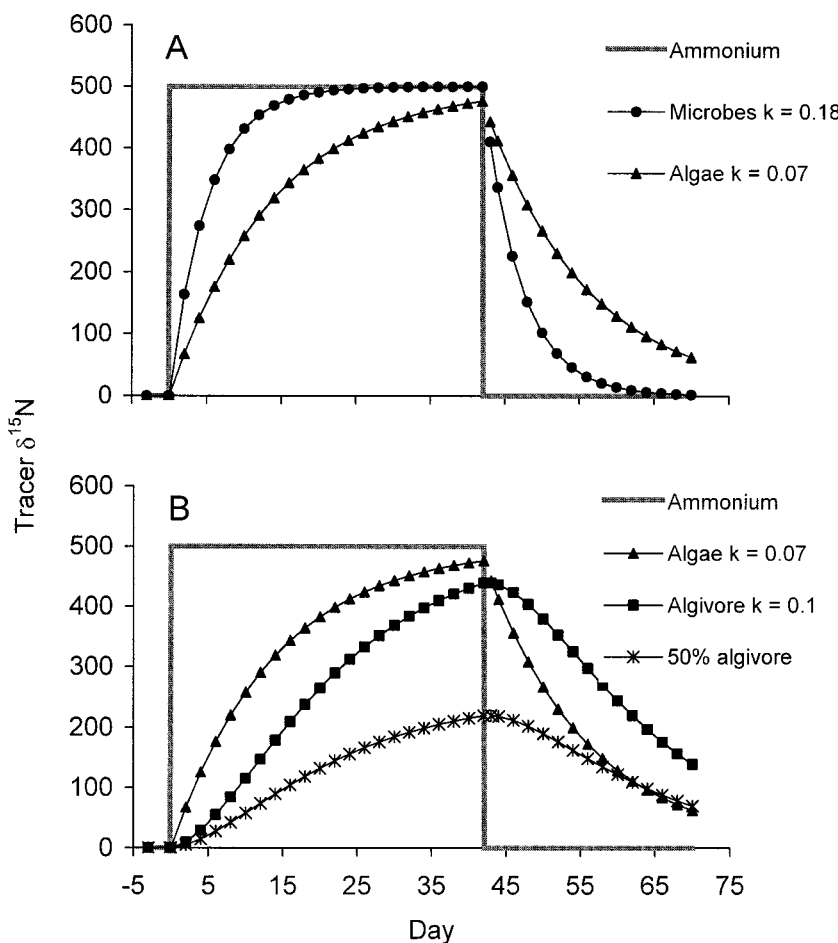 600
500
400
300
200
100
0
A
Ammonium
Microbes k = 0.18
Algae k = 0.07
Tracer δ¹⁵N
600
500
400
300
200
100
0
B
Ammonium
Algae k = 0.07
Algivore k = 0.1
50% algivore
-5 5 15 25 35 45 55 65 75
Day